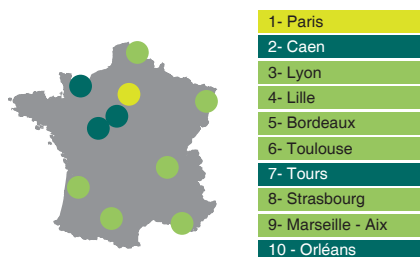 1- Paris
2- Caen
3- Lyon
4- Lille
5- Bordeaux
6- Toulouse
7- Tours
8- Strasbourg
9- Marseille - Aix
10 - Orléans